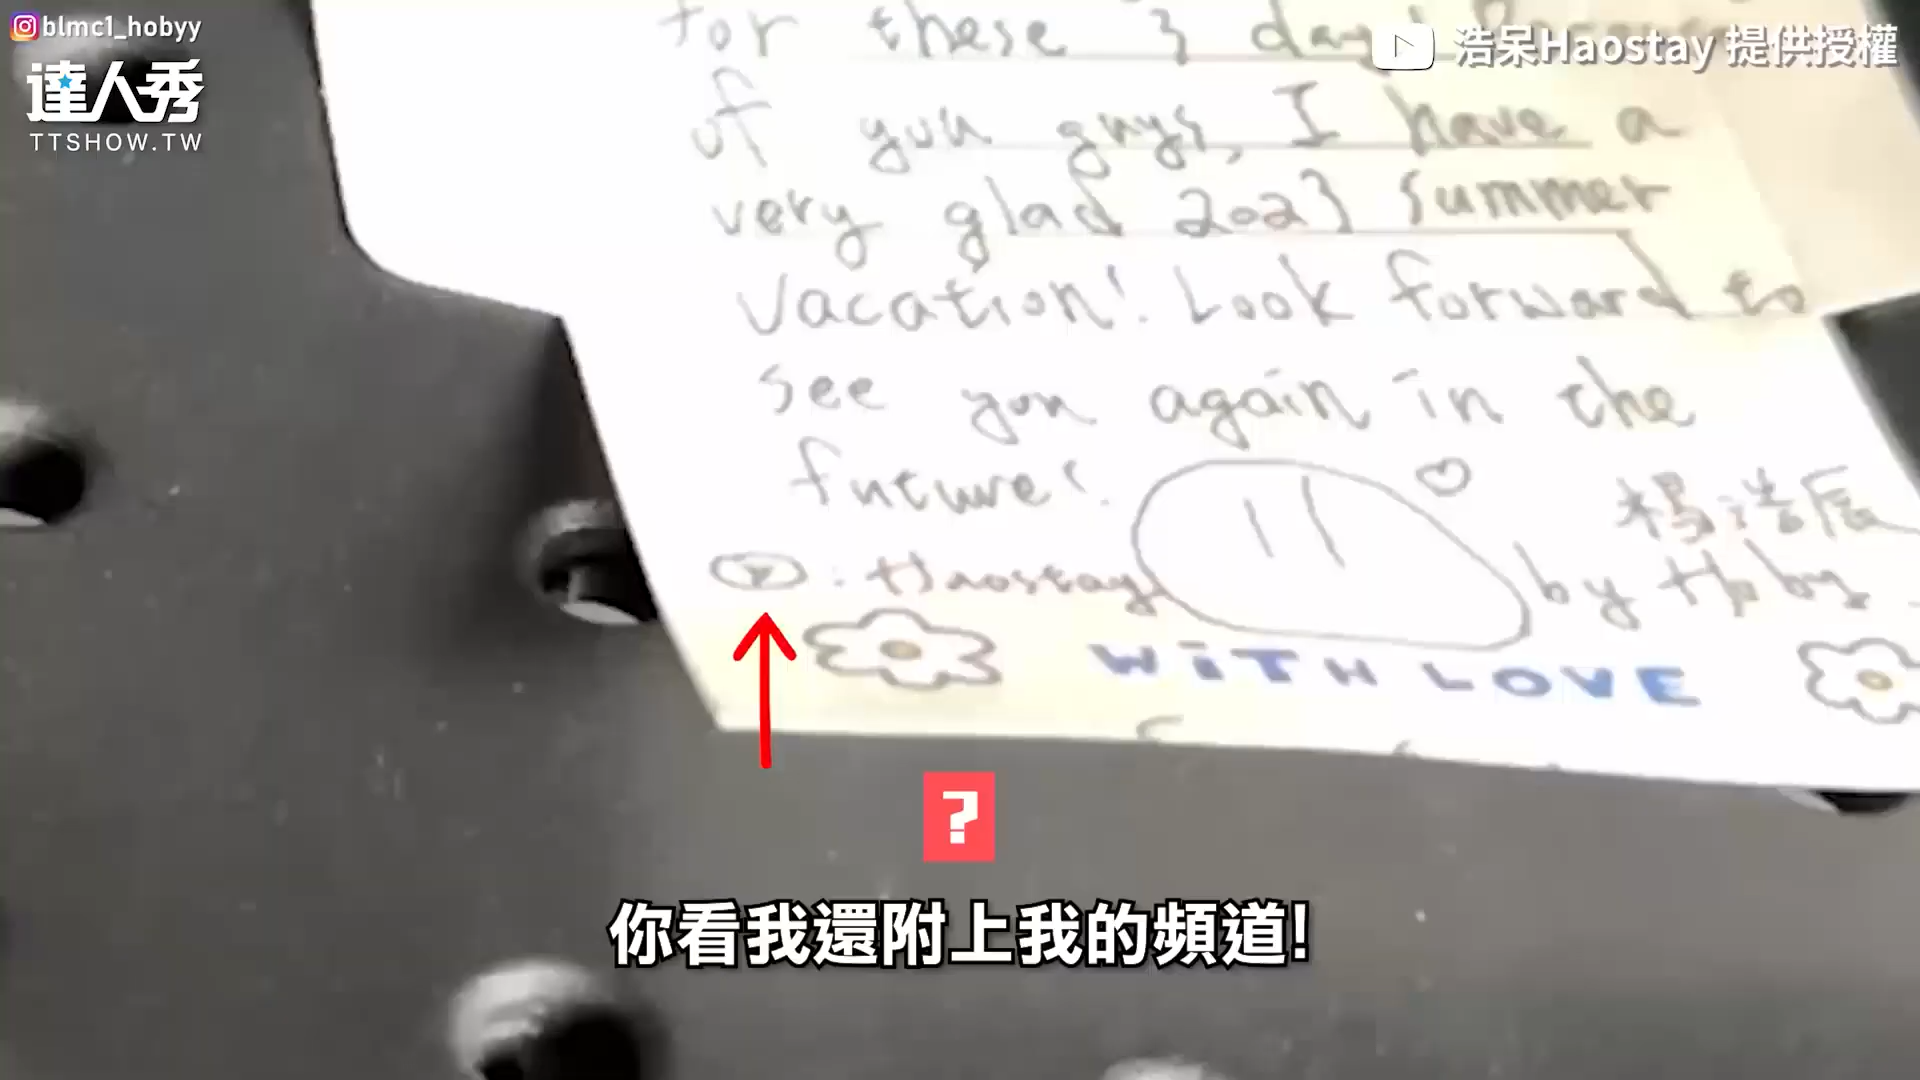 blmc1_hobyy
達人秀
TTSHOW.TW
浩呆Haostay 提供授權
for these 3 days! Because
of you guys, I have a
very glad 2023 summer
vacation! Look forward to
see you again in the
future!
楊浩辰
: Haostay
by Hoby
WiTH LOVE
?
你看我還附上我的頻道!